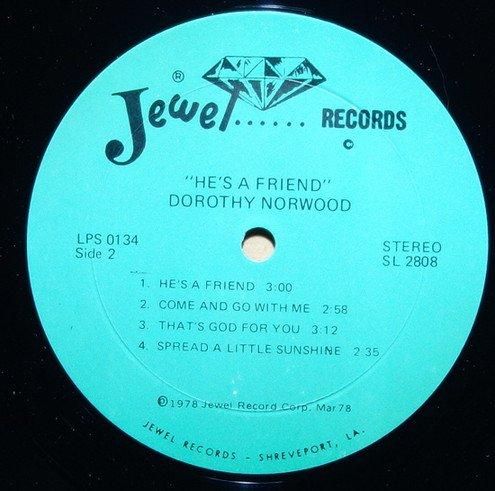 ® Jewel...... RECORDS
©
"HE'S A FRIEND"
DOROTHY NORWOOD
LPS 0134
Side 2
STEREO
SL 2808
1. HE'S A FRIEND 3:00
2. COME AND GO WITH ME 2:58
3. THAT'S GOD FOR YOU 3:12
4. SPREAD A LITTLE SUNSHINE 2 35
℗1978 Jewel Record Corp. Mar78
JEWEL RECORDS - SHREVEPORT, LA.